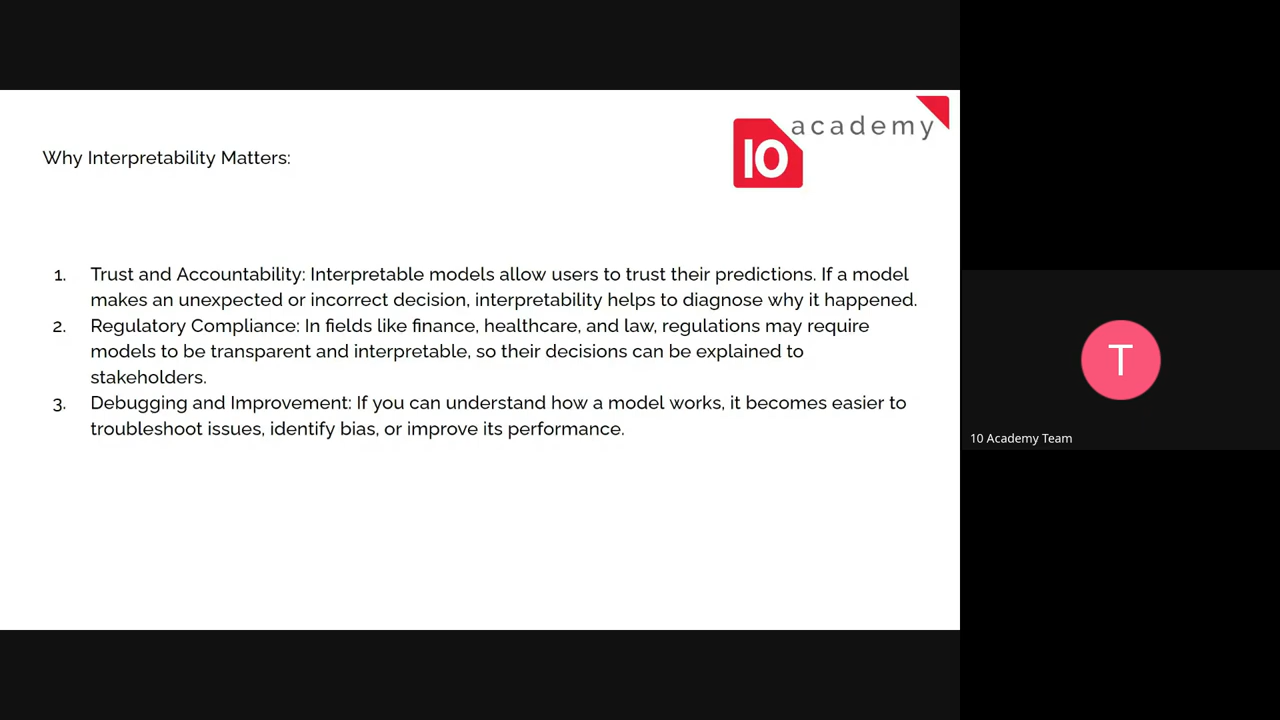 10 academy
Why Interpretability Matters:
1. Trust and Accountability: Interpretable models allow users to trust their predictions. If a model
makes an unexpected or incorrect decision, interpretability helps to diagnose why it happened.
2. Regulatory Compliance: In fields like finance, healthcare, and law, regulations may require
models to be transparent and interpretable, so their decisions can be explained to
stakeholders.
3. Debugging and Improvement: If you can understand how a model works, it becomes easier to
troubleshoot issues, identify bias, or improve its performance.
T
10 Academy Team